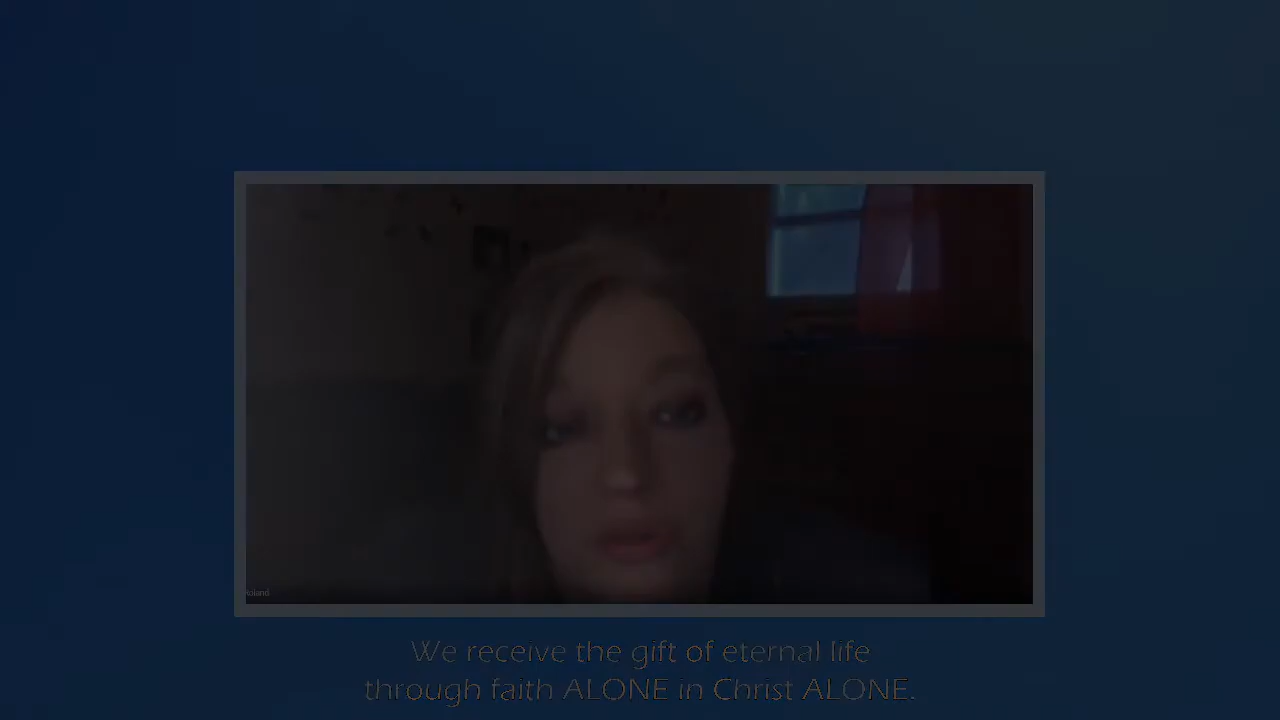 We receive the gift of eternal life
through faith ALONE in Christ ALONE.